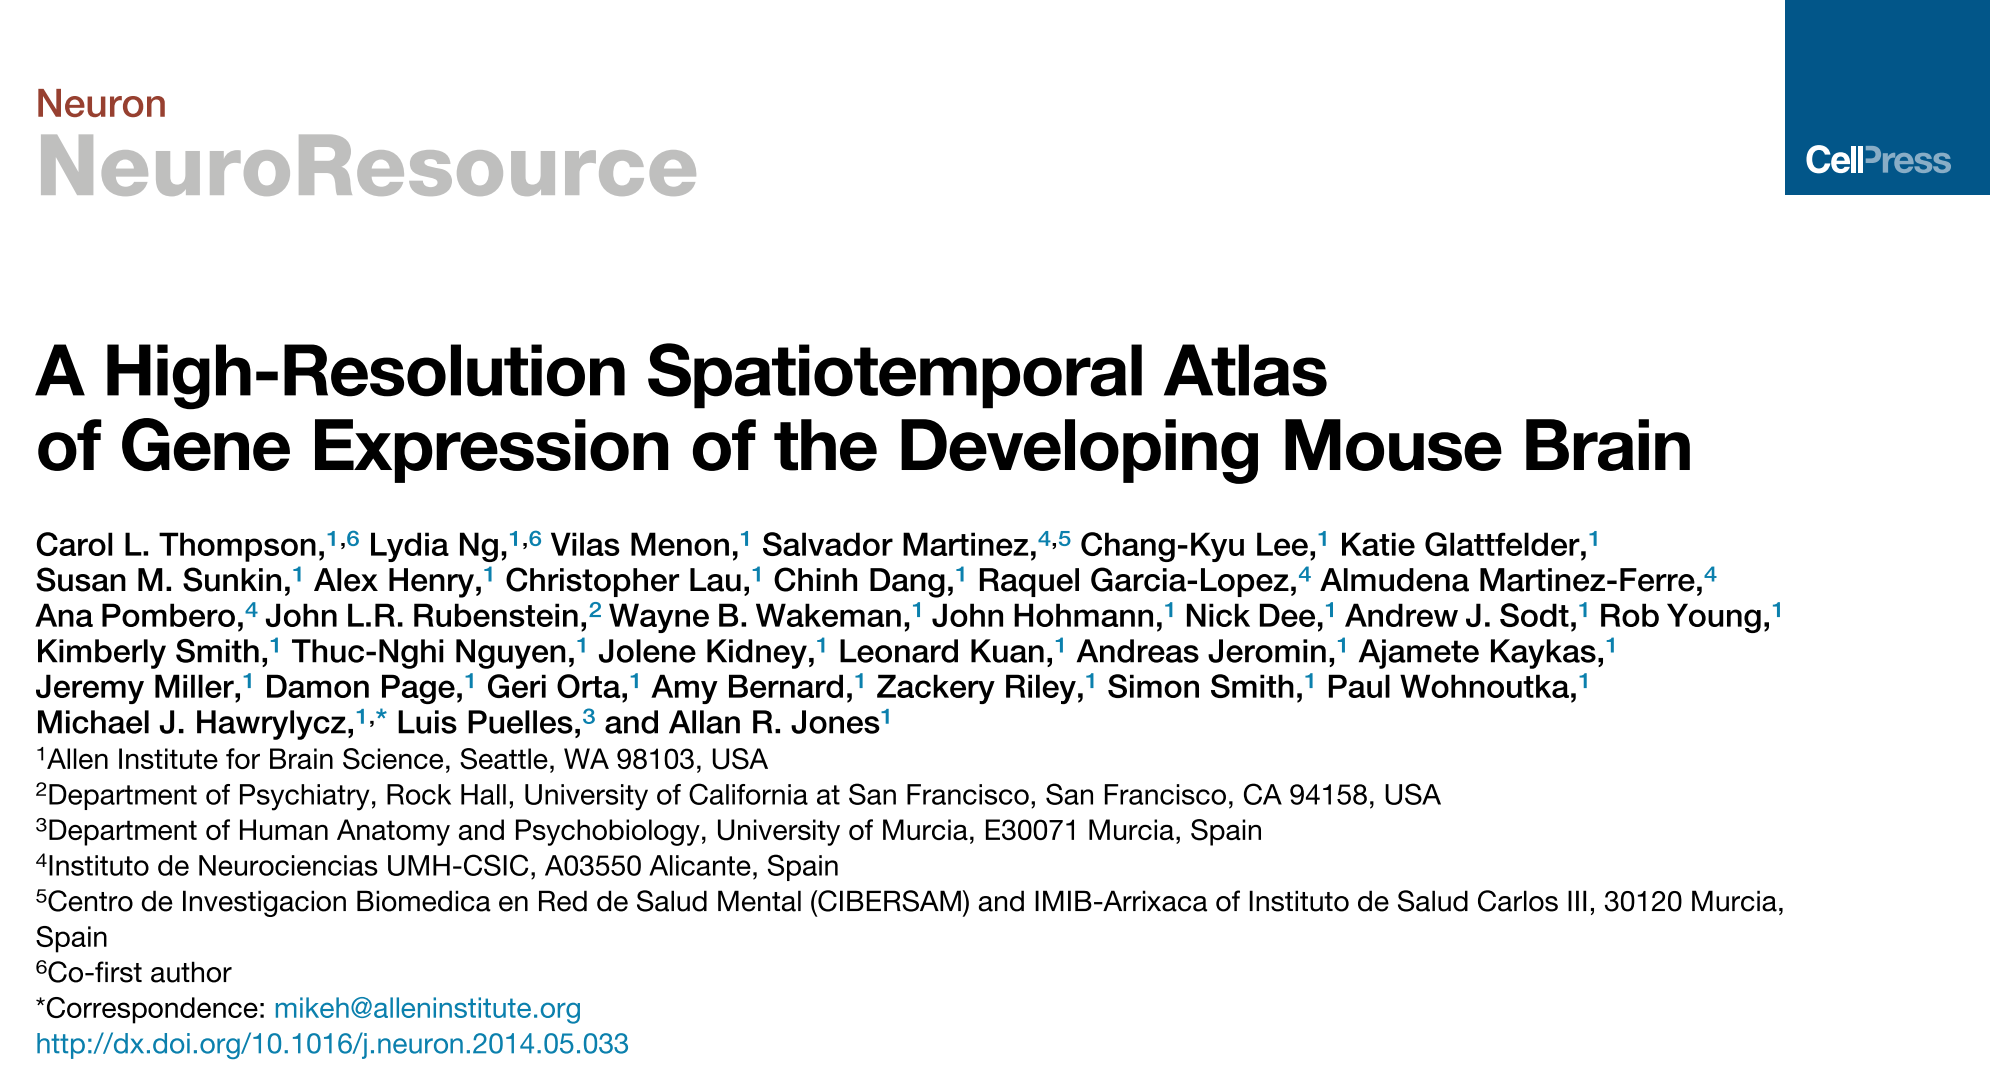 Neuron
NeuroResource
CellPress
A High-Resolution Spatiotemporal Atlas
of Gene Expression of the Developing Mouse Brain
Carol L. Thompson,1,6 Lydia Ng,1,6 Vilas Menon,1 Salvador Martinez,4,5 Chang-Kyu Lee,1 Katie Glattfelder,1
Susan M. Sunkin,1 Alex Henry,1 Christopher Lau,1 Chinh Dang,1 Raquel Garcia-Lopez,4 Almudena Martinez-Ferre,4
Ana Pombero,4 John L.R. Rubenstein,2 Wayne B. Wakeman,1 John Hohmann,1 Nick Dee,1 Andrew J. Sodt,1 Rob Young,1
Kimberly Smith,1 Thuc-Nghi Nguyen,1 Jolene Kidney,1 Leonard Kuan,1 Andreas Jeromin,1 Ajamete Kaykas,1
Jeremy Miller,1 Damon Page,1 Geri Orta,1 Amy Bernard,1 Zackery Riley,1 Simon Smith,1 Paul Wohnoutka,1
Michael J. Hawrylycz,1,* Luis Puelles,3 and Allan R. Jones1
1Allen Institute for Brain Science, Seattle, WA 98103, USA
2Department of Psychiatry, Rock Hall, University of California at San Francisco, San Francisco, CA 94158, USA
3Department of Human Anatomy and Psychobiology, University of Murcia, E30071 Murcia, Spain
4Instituto de Neurociencias UMH-CSIC, A03550 Alicante, Spain
5Centro de Investigacion Biomedica en Red de Salud Mental (CIBERSAM) and IMIB-Arrixaca of Instituto de Salud Carlos III, 30120 Murcia,
Spain
6Co-first author
*Correspondence: mikeh@alleninstitute.org
http://dx.doi.org/10.1016/j.neuron.2014.05.033